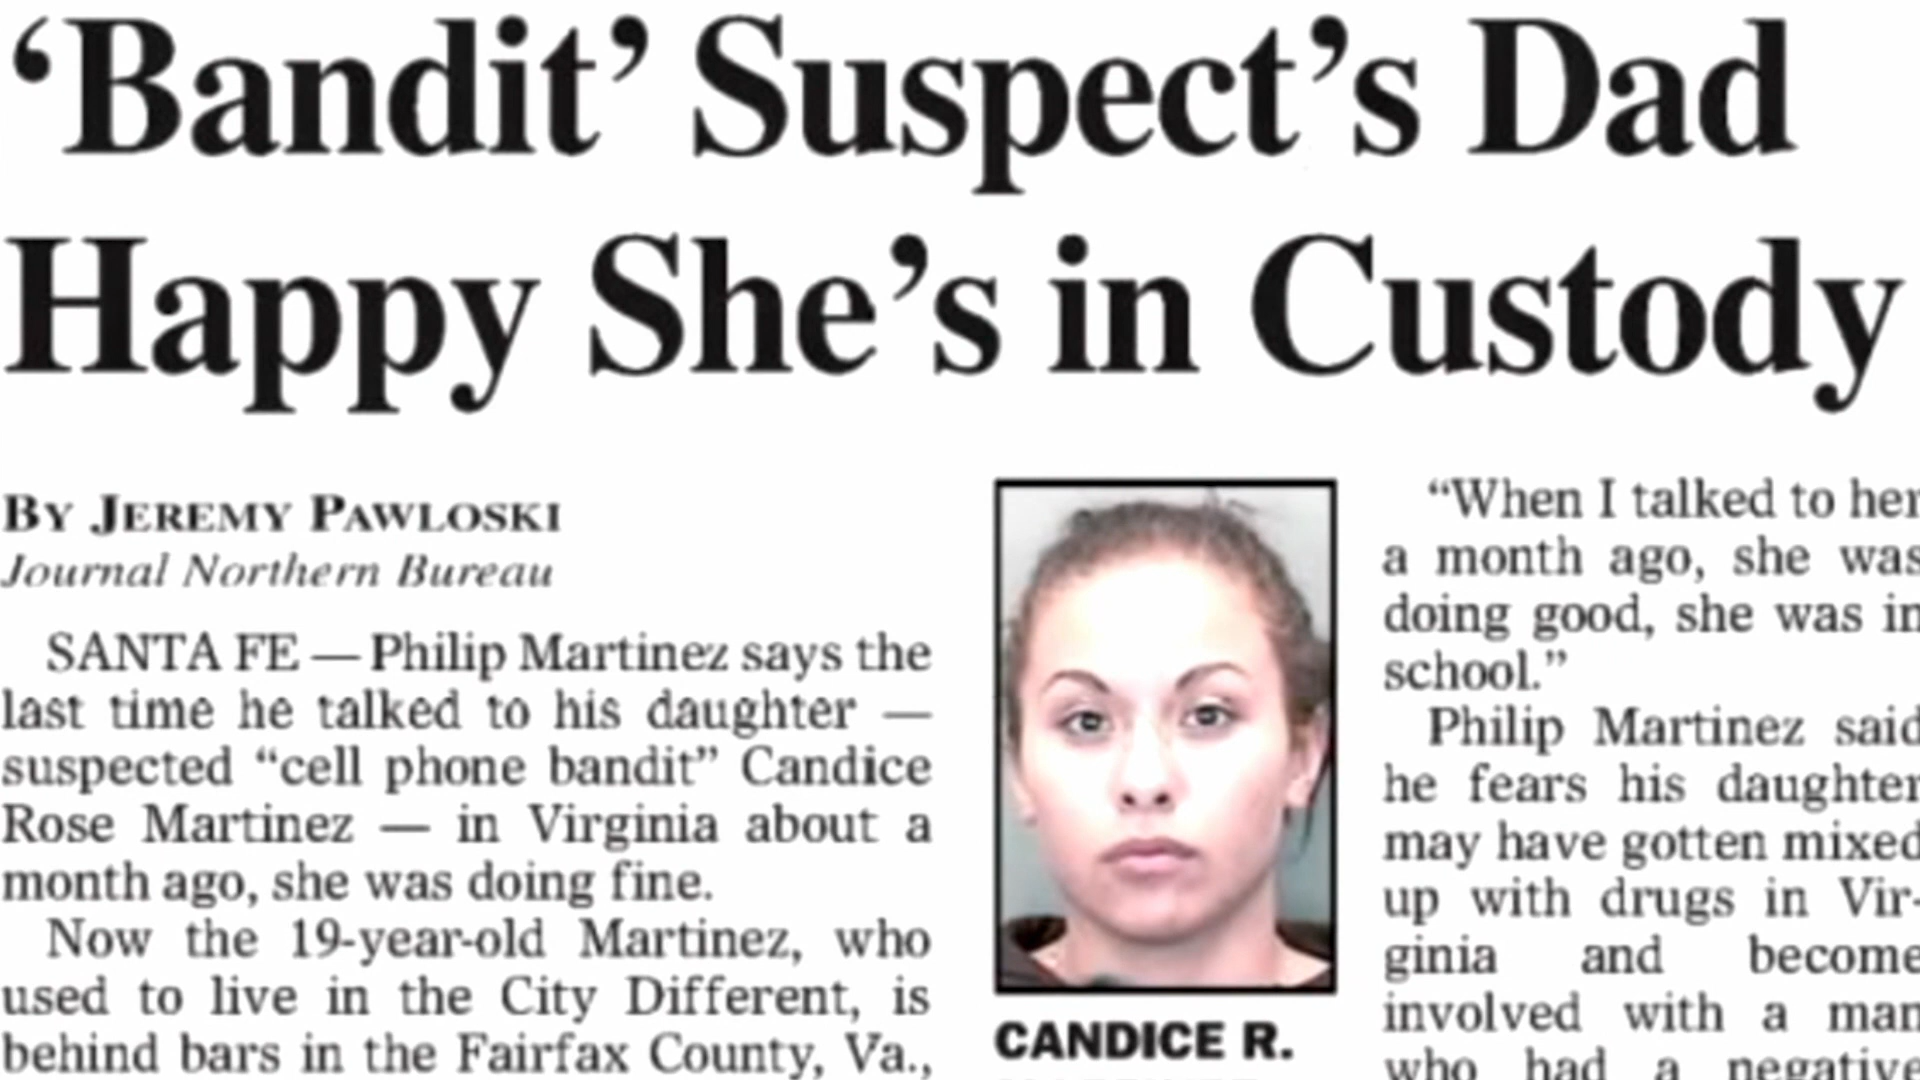 ‘Bandit’ Suspect’s Dad
Happy She’s in Custody
BY JEREMY PAWLOSKI
Journal Northern Bureau
SANTA FE — Philip Martinez says the
last time he talked to his daughter —
suspected “cell phone bandit” Candice
Rose Martinez — in Virginia about a
month ago, she was doing fine.
Now the 19-year-old Martinez, who
used to live in the City Different, is
behind bars in the Fairfax County, Va.,
CANDICE R.
“When I talked to her
a month ago, she was
doing good, she was in
school.”
Philip Martinez said
he fears his daughter
may have gotten mixed
up with drugs in Vir-
ginia and become
involved with a man
who had a negative